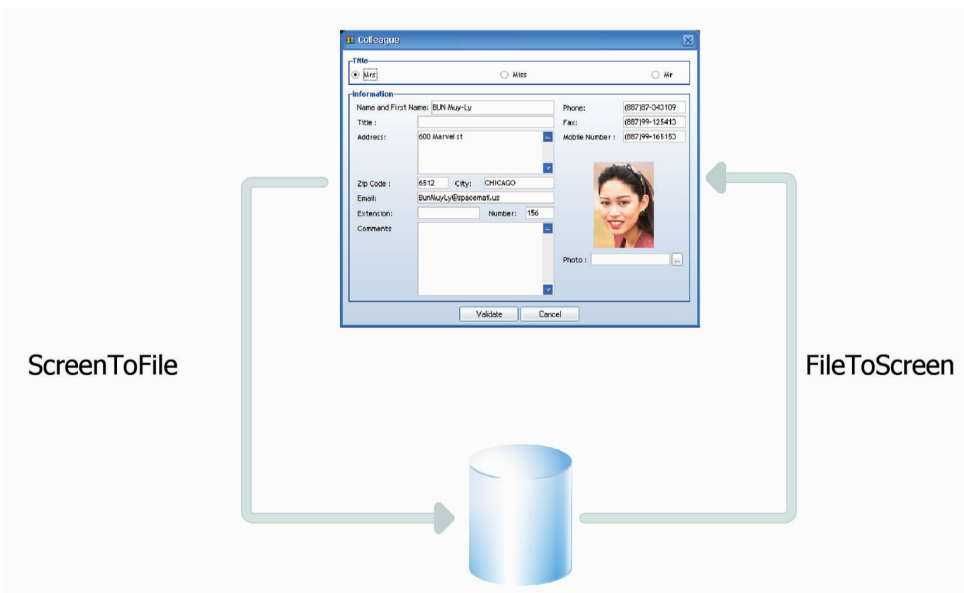 Colleague
Title
Mrs Miss Mr
Information
Name and First Name: BUN Muy-Ly Phone: (887)87-343109
Title : Fax: (887)99-125413
Address: 600 Marvel st Mobile Number : (887)99-165153
Zip Code : 6512 City: CHICAGO
Email: BunMuyLy@spacemail.us
Extension: Number: 156
Comments
Photo : ...
Validate Cancel
ScreenToFile FileToScreen